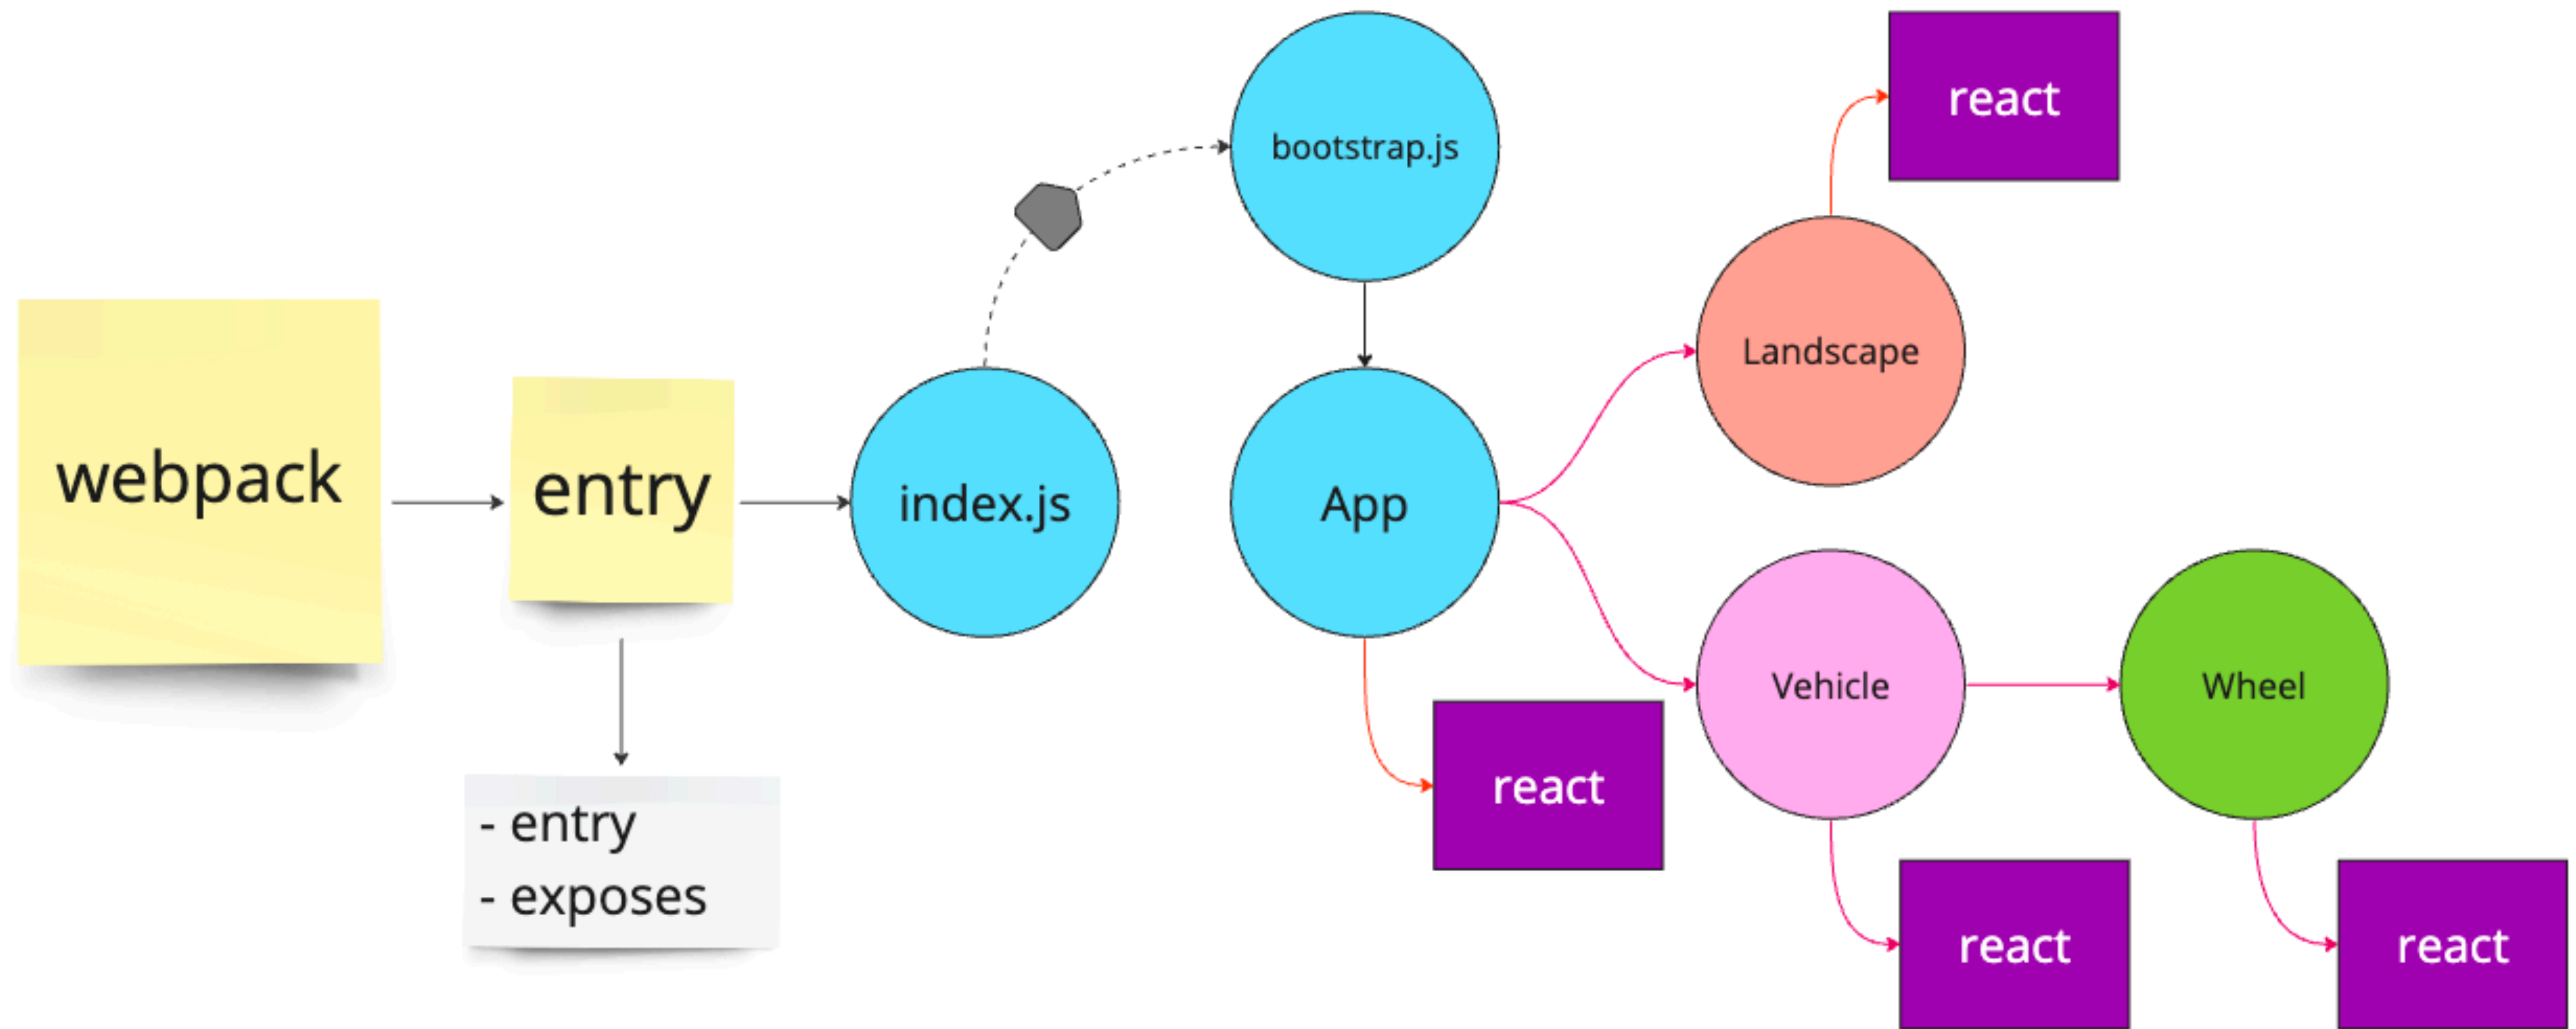 webpack
entry
- entry
- exposes
index.js
bootstrap.js
App
react
Landscape
react
Vehicle
react
Wheel
react